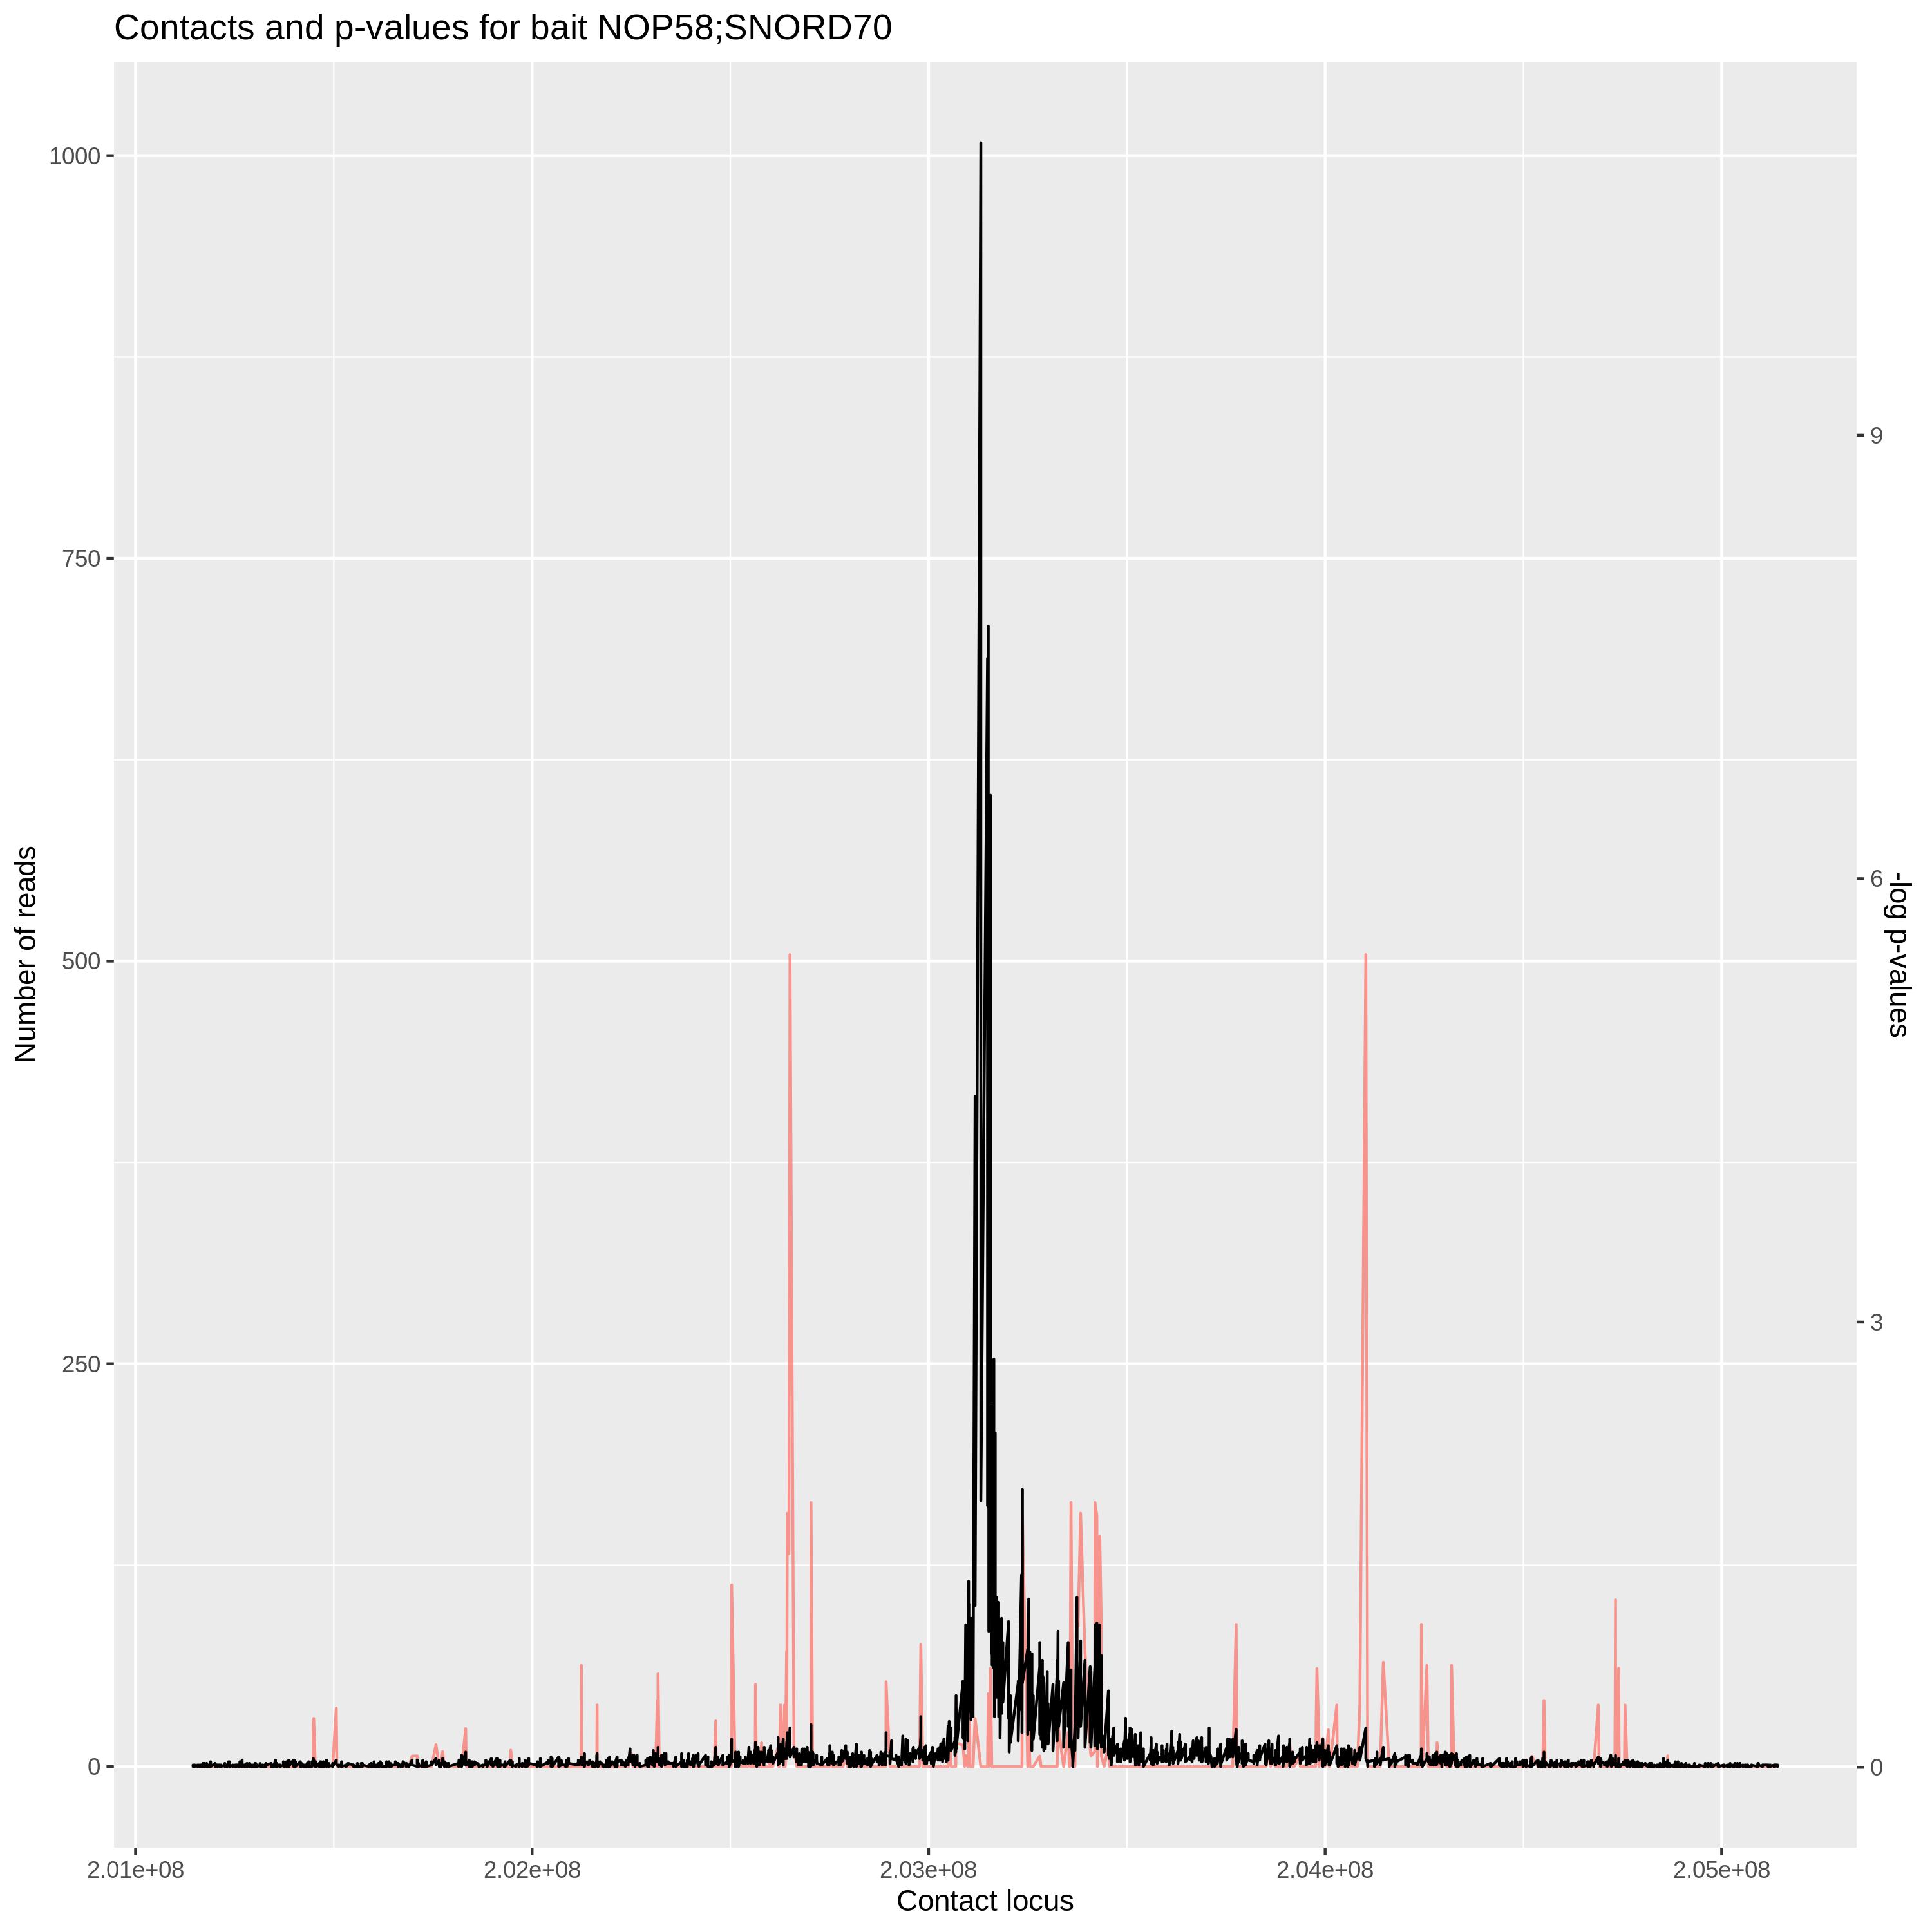 Contacts and p-values for bait NOP58;SNORD70
Number of reads
1000
750
500
250
0
9
6
3
0
-log p-values
2.01e+08
2.02e+08
2.03e+08
2.04e+08
2.05e+08
Contact locus